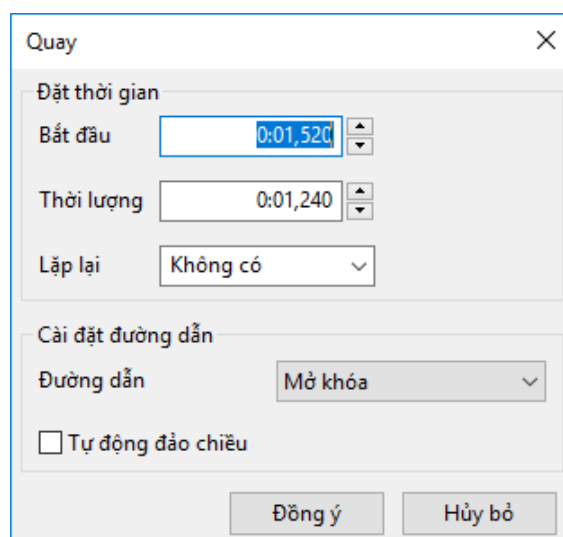 Quay
Đặt thời gian
Bắt đầu 0:01,520
Thời lượng 0:01,240
Lặp lại Không có
Cài đặt đường dẫn
Đường dẫn Mở khóa
Tự động đảo chiều
Đồng ý Hủy bỏ